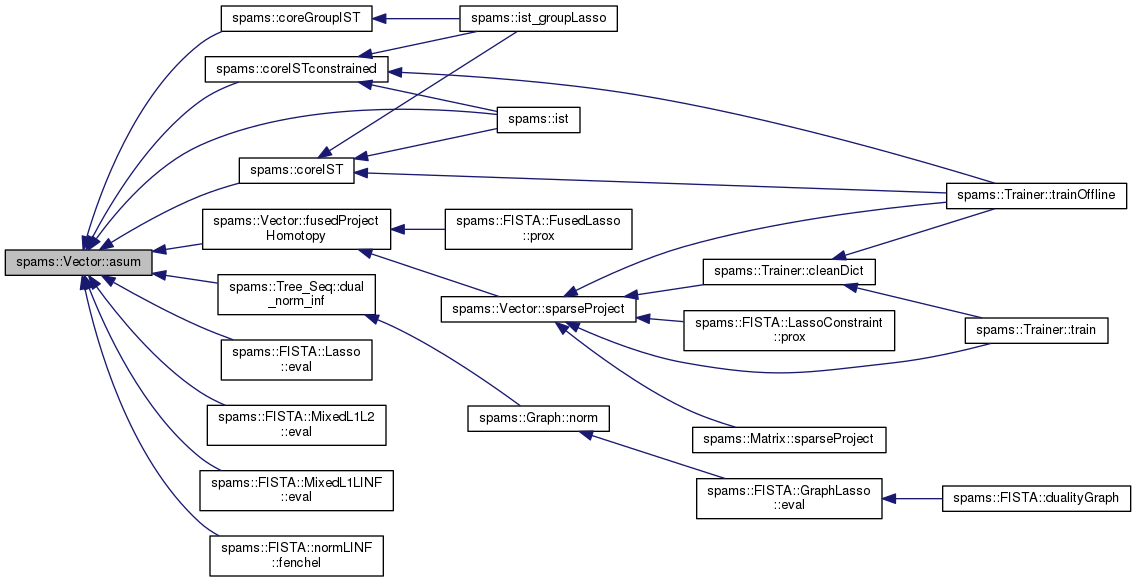 spams::coreGroupIST
spams::ist_groupLasso
spams::coreISTconstrained
spams::ist
spams::coreIST
spams::Trainer::trainOffline
spams::Vector::fusedProject
Homotopy
spams::FISTA::FusedLasso
::prox
spams::Vector::asum
spams::Trainer::cleanDict
spams::Tree_Seq::dual
_norm_inf
spams::Vector::sparseProject
spams::FISTA::LassoConstraint
::prox
spams::Trainer::train
spams::FISTA::Lasso
::eval
spams::FISTA::MixedL1L2
::eval
spams::Graph::norm
spams::Matrix::sparseProject
spams::FISTA::MixedL1LINF
::eval
spams::FISTA::GraphLasso
::eval
spams::FISTA::dualityGraph
spams::FISTA::normLINF
::fenchel